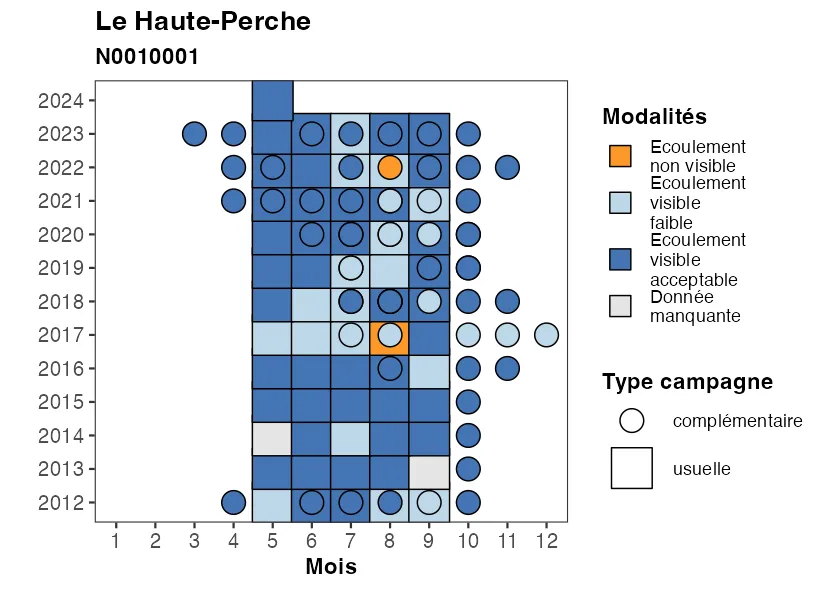 Le Haute-Perche
N0010001
2024
2023
2022
2021
2020
2019
2018
2017
2016
2015
2014
2013
2012
1 2 3 4 5 6 7 8 9 10 11 12
Mois
Modalités
Ecoulement
non visible
Ecoulement
visible
faible
Ecoulement
visible
acceptable
Donnée
manquante
Type campagne
complémentaire
usuelle